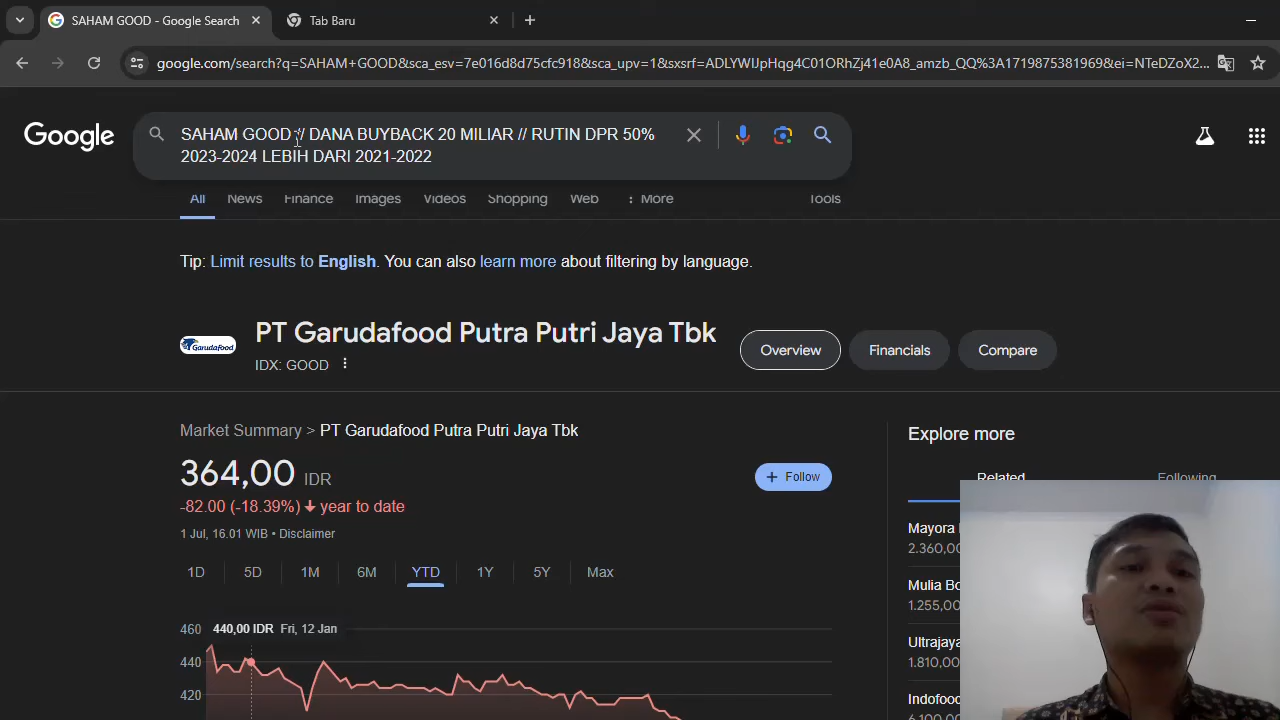 SAHAM GOOD - Google Search
Tab Baru
google.com/search?q=SAHAM+GOOD&sca_esv=7e016d8d75cfc918&sca_upv=1&sxsrf=ADLYWIJpHqg4C01ORhZj41e0A8_amzb_QQ%3A1719875381969&ei=NTeDZoX2...
Google
SAHAM GOOD // DANA BUYBACK 20 MILIAR // RUTIN DPR 50%
2023-2024 LEBIH DARI 2021-2022
All News Finance Images Videos Shopping Web : More Tools
Tip: Limit results to English. You can also learn more about filtering by language.
Garudafood
PT Garudafood Putra Putri Jaya Tbk
IDX: GOOD
Overview Financials Compare
Market Summary > PT Garudafood Putra Putri Jaya Tbk
364,00 IDR
+ Follow
-82.00 (-18.39%) year to date
1 Jul, 16.01 WIB • Disclaimer
1D 5D 1M 6M YTD 1Y 5Y Max
460
440,00 IDR Fri, 12 Jan
440
420
Explore more
Related Following
Mayora
2.360,00
Mulia Bo
1.255,00
Ultrajaya
1.810,00
Indofood
6.100,00